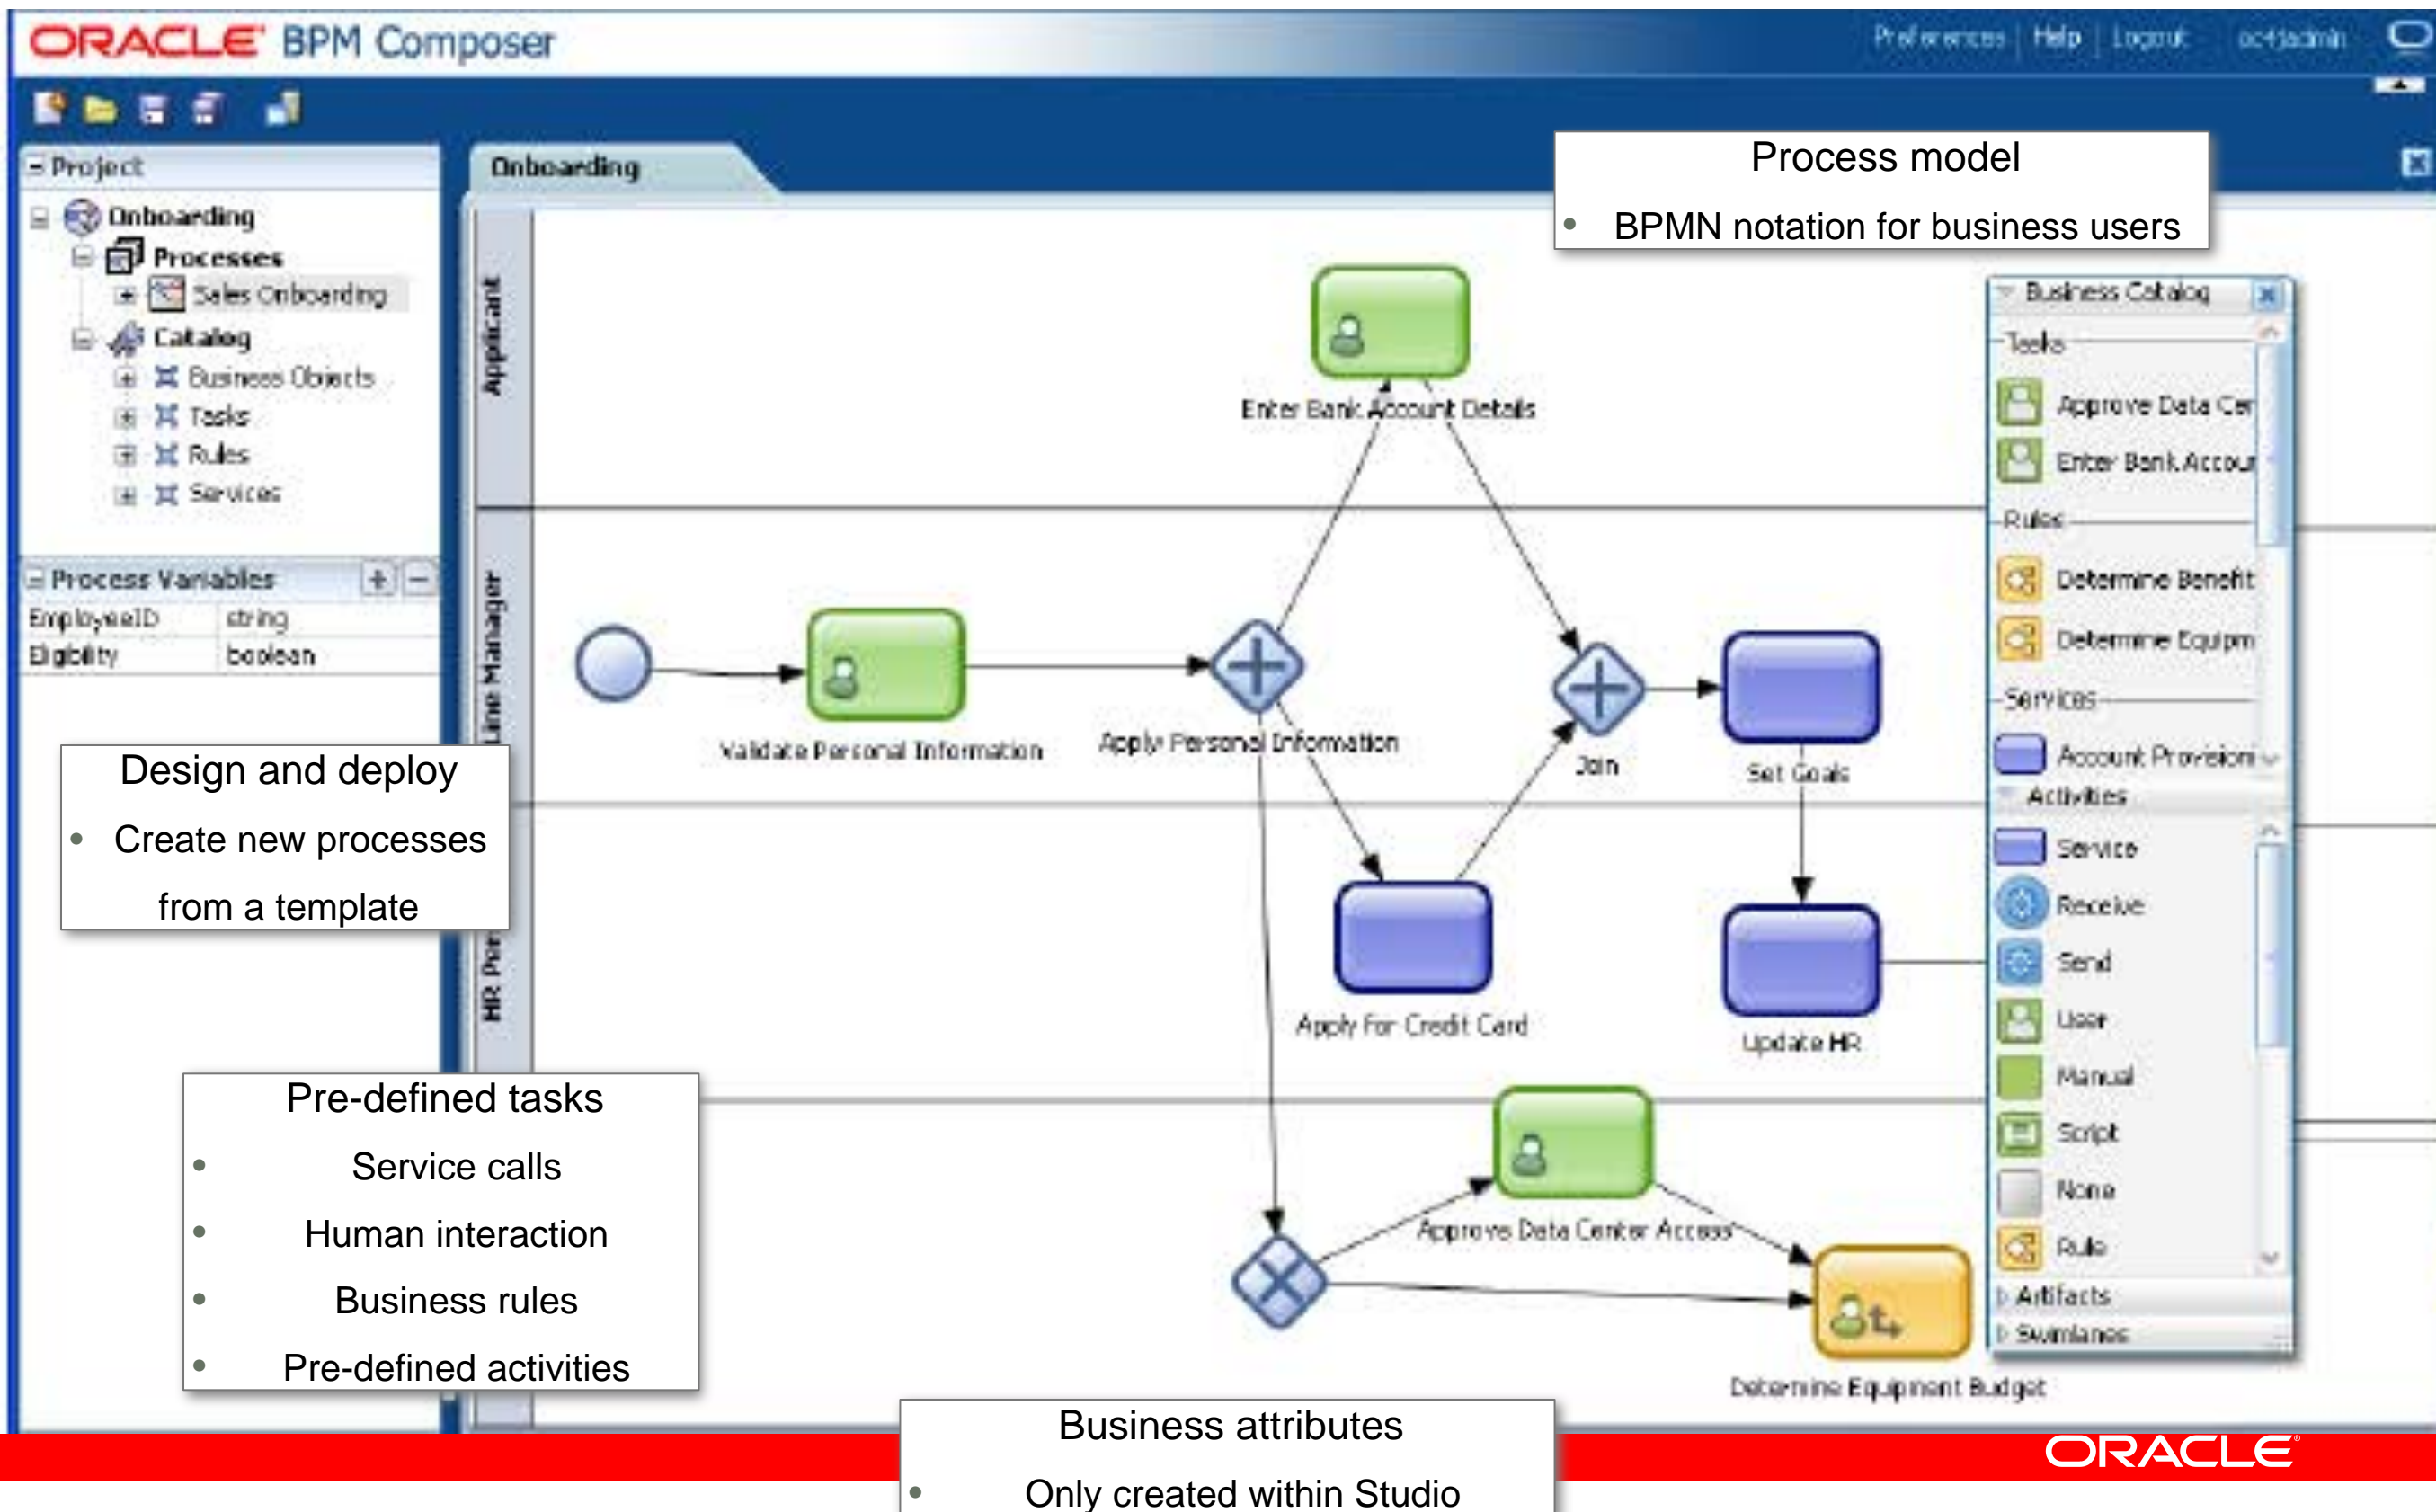 ORACLE BPM Composer
Preferences | Help | Logout oc4jadmin
Project
Onboarding
Processes
Sales Onboarding
Catalog
Business Objects
Tasks
Rules
Services
Process Variables
EmployeeID string
Eligibility boolean
Onboarding
Process model
• BPMN notation for business users
Applicant
Enter Bank Account Details
Line Manager
Validate Personal Information
Apply Personal Information
Join
Set Goals
HR Per
Apply For Credit Card
Update HR
Approve Data Center Access
Determine Equipment Budget
Business Catalog
Tasks
Approve Data Cer
Enter Bank Accour
Rules
Determine Benefit
Determine Equipm
Services
Account Provision
Activities
Service
Receive
Send
User
Manual
Script
None
Rule
Artifacts
Swimlanes
Design and deploy
• Create new processes
from a template
Pre-defined tasks
• Service calls
• Human interaction
• Business rules
• Pre-defined activities
Business attributes
• Only created within Studio
ORACLE